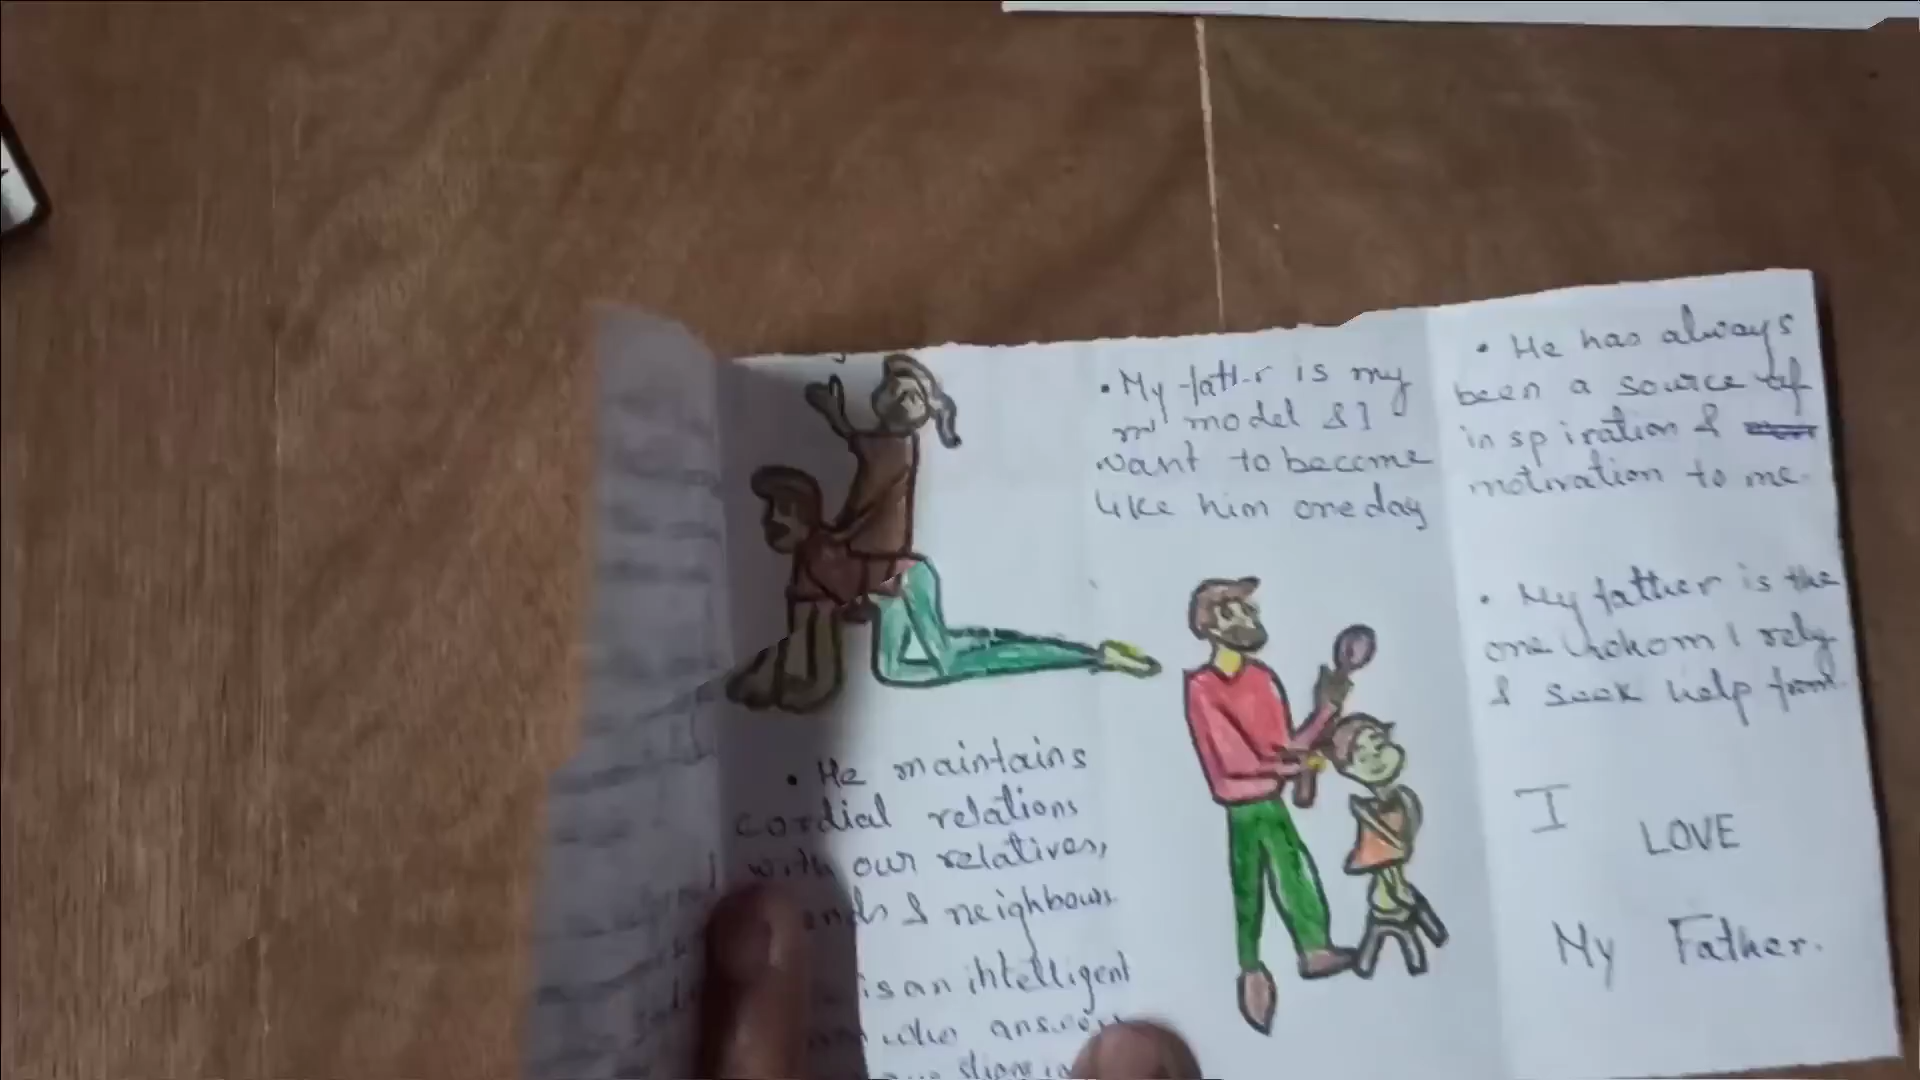 • He maintains
cordial relations
with our relatives,
& neighbours
is an intelligent
who
• My father is my
model & I
want to become
like him one day
• He has always
been a source of
inspiration &
motivation to me.
• My father is the
one whom I rely
& seek help from.
I LOVE
My Father.